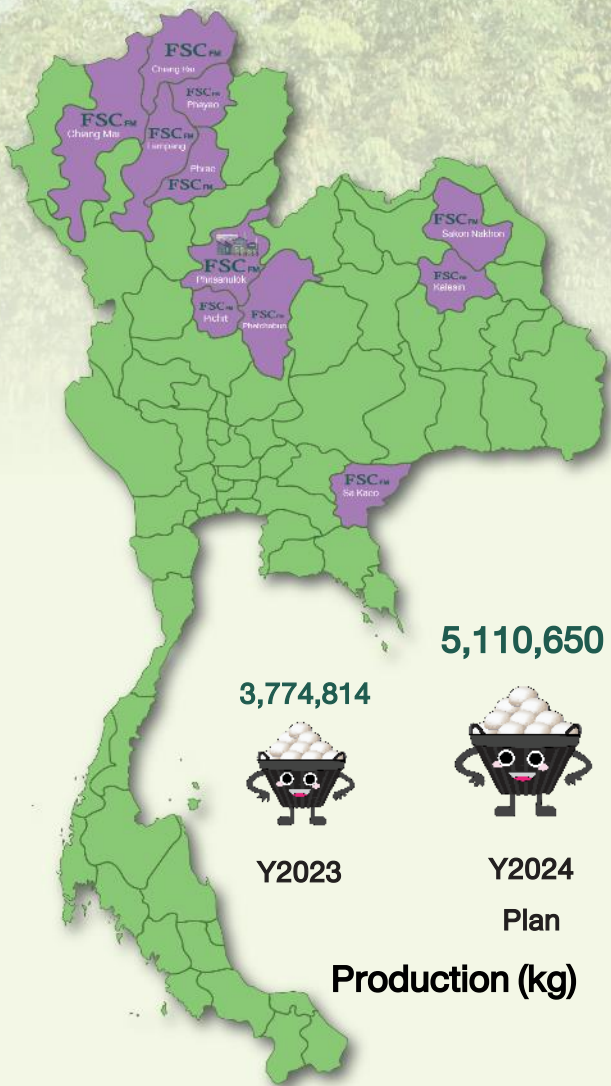 FSC FM
Chiang Rai
FSC FM
Phayao
FSC FM
Chiang Mai
FSC FM
Lampang
Phrae
FSC FM
FSC FM
Sakon Nakhon
FSC FM
Phitsanulok
FSC FM
Kalasin
FSC FM
Pichit
FSC FM
Phetchabun
FSC FM
Sa Kaeo
5,110,650
3,774,814
Y2023
Y2024
Plan
Production (kg)